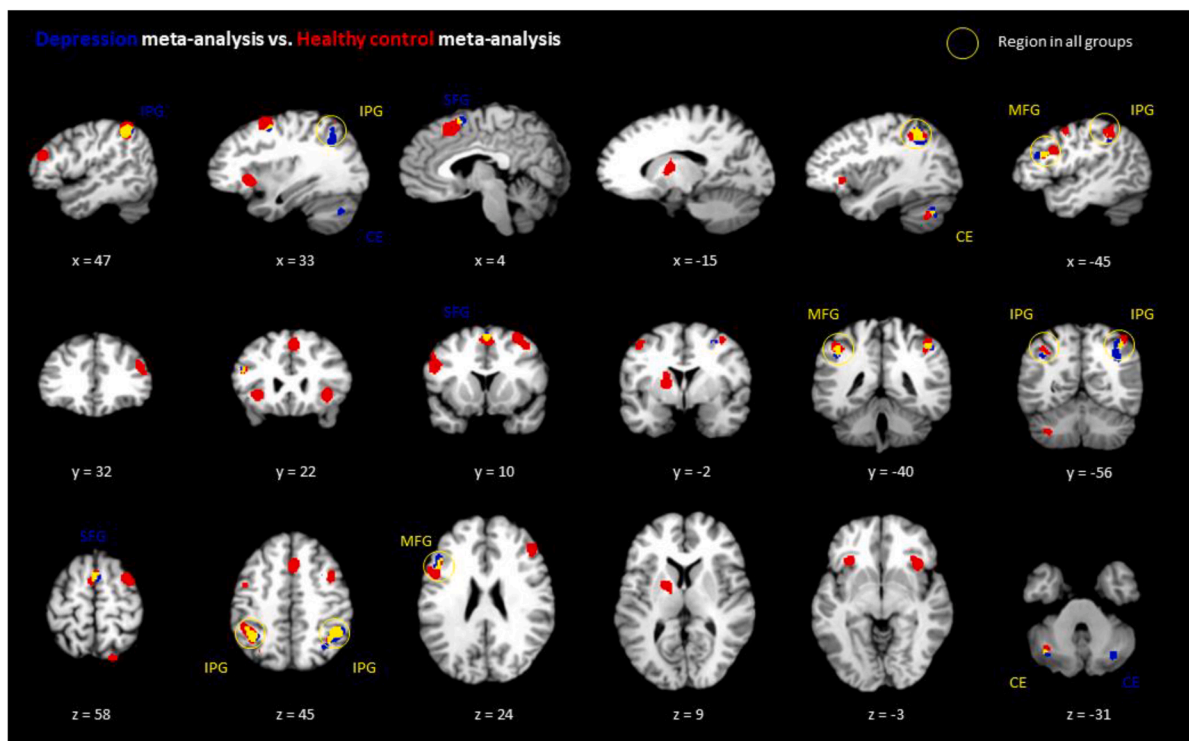 Depression meta-analysis vs. Healthy control meta-analysis
Region in all groups
IPG
IPG
SFG
MFG
IPG
CE
CE
x = 47
x = 33
x = 4
x = -15
x = -45
SFG
MFG
IPG
IPG
y = 32
y = 22
y = 10
y = -2
y = -40
y = -56
SFG
MFG
IPG
IPG
CE
CE
z = 58
z = 45
z = 24
z = 9
z = -3
z = -31